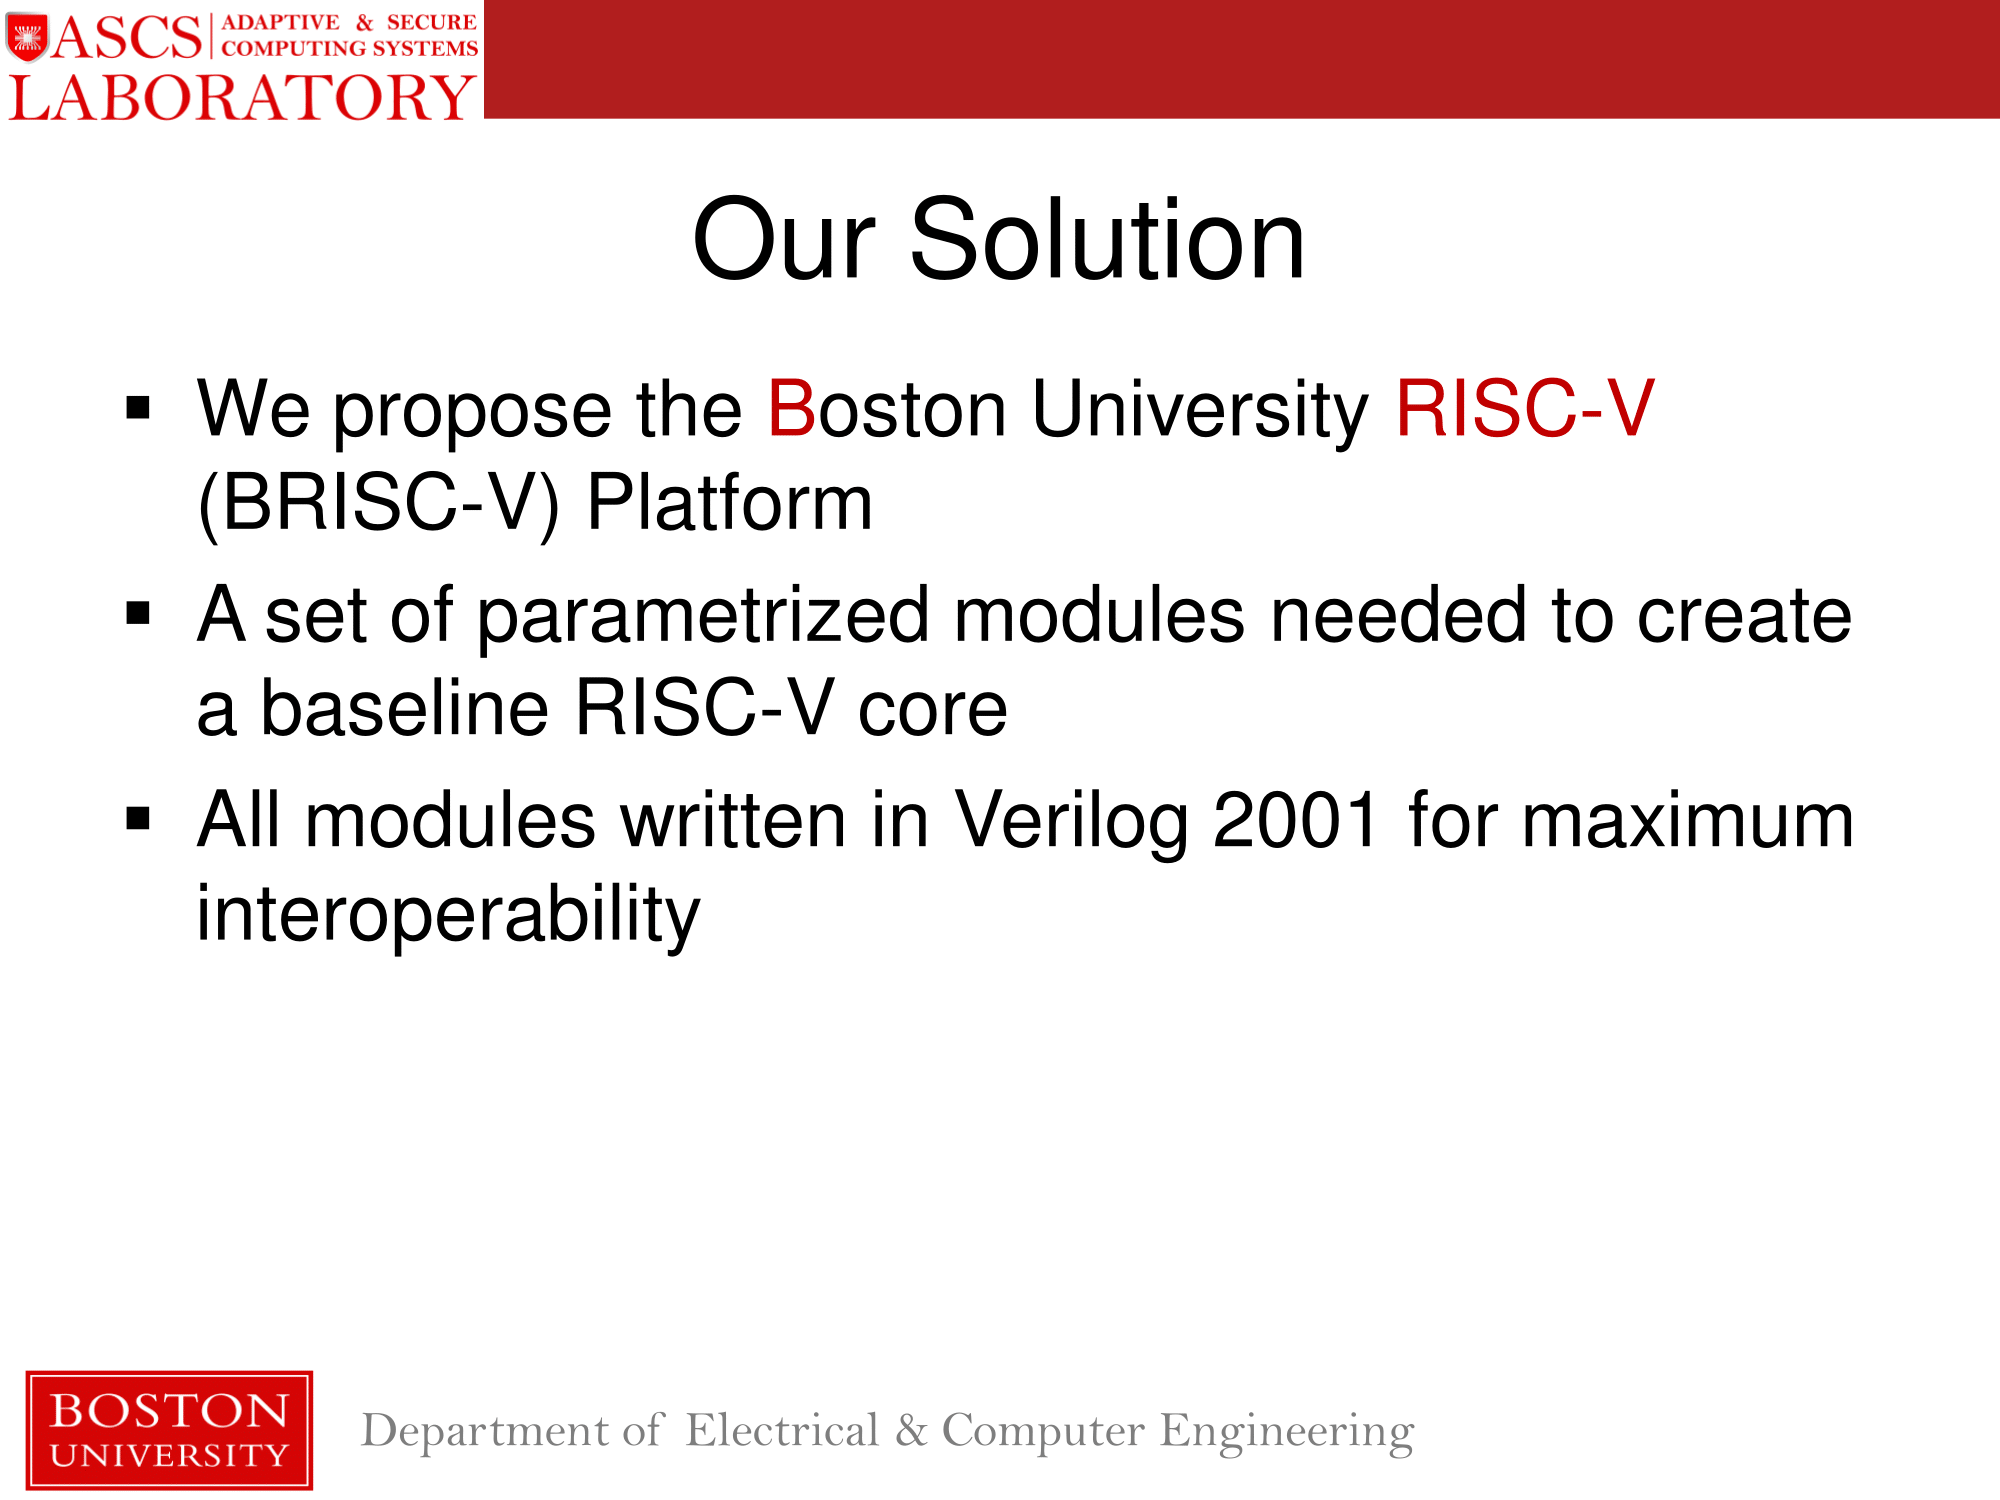 ASCS ADAPTIVE & SECURE
COMPUTING SYSTEMS
LABORATORY
Our Solution
▪ We propose the Boston University RISC-V
(BRISC-V) Platform
▪ A set of parametrized modules needed to create
a baseline RISC-V core
▪ All modules written in Verilog 2001 for maximum
interoperability
BOSTON
UNIVERSITY
Department of Electrical & Computer Engineering